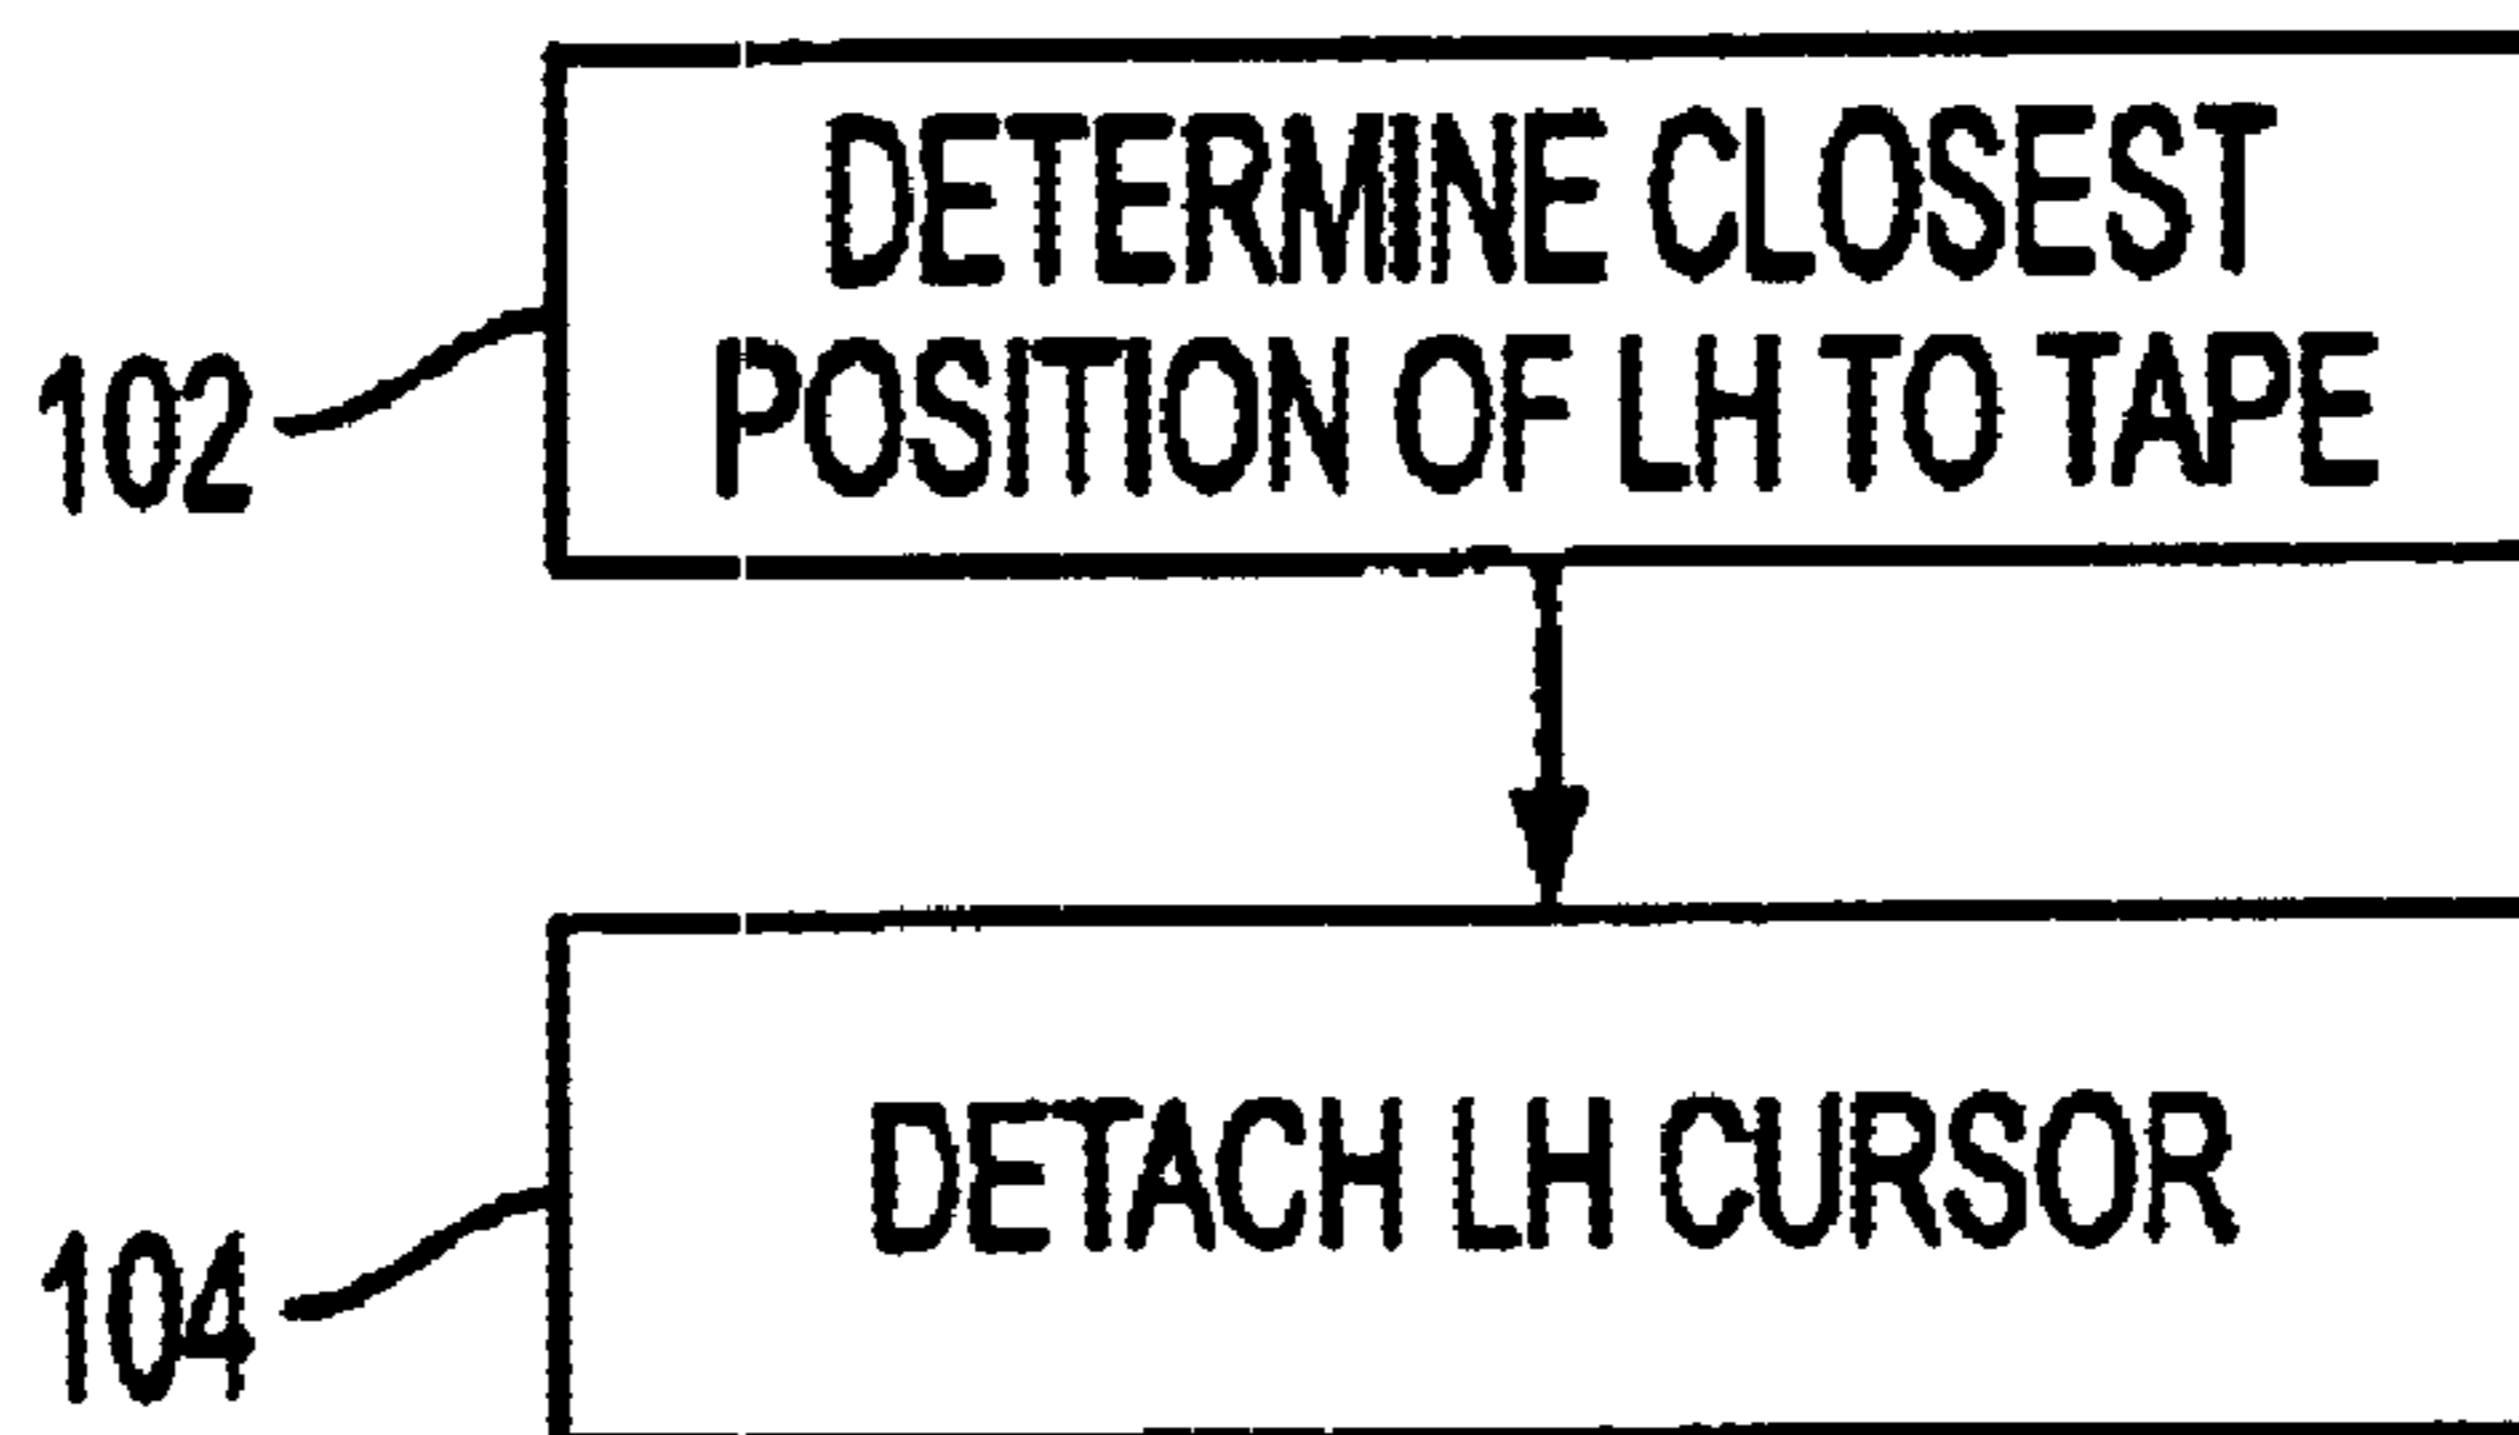 DETERMINE CLOSEST
POSITION OF LH TO TAPE
102
DETACH LH CURSOR
104